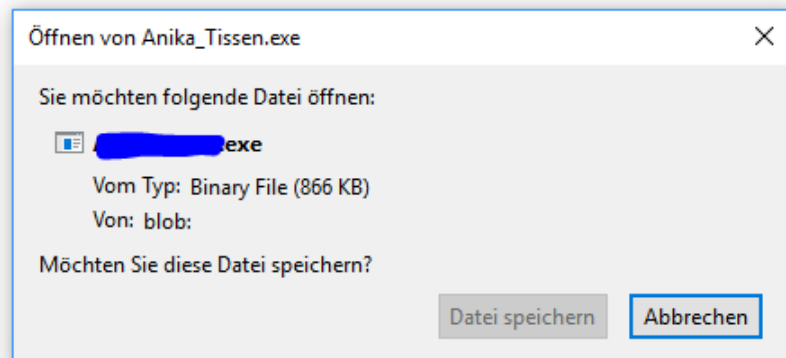 Öffnen von Anika_Tissen.exe
Sie möchten folgende Datei öffnen:
.exe
Vom Typ: Binary File (866 KB)
Von: blob:
Möchten Sie diese Datei speichern?
Datei speichern Abbrechen